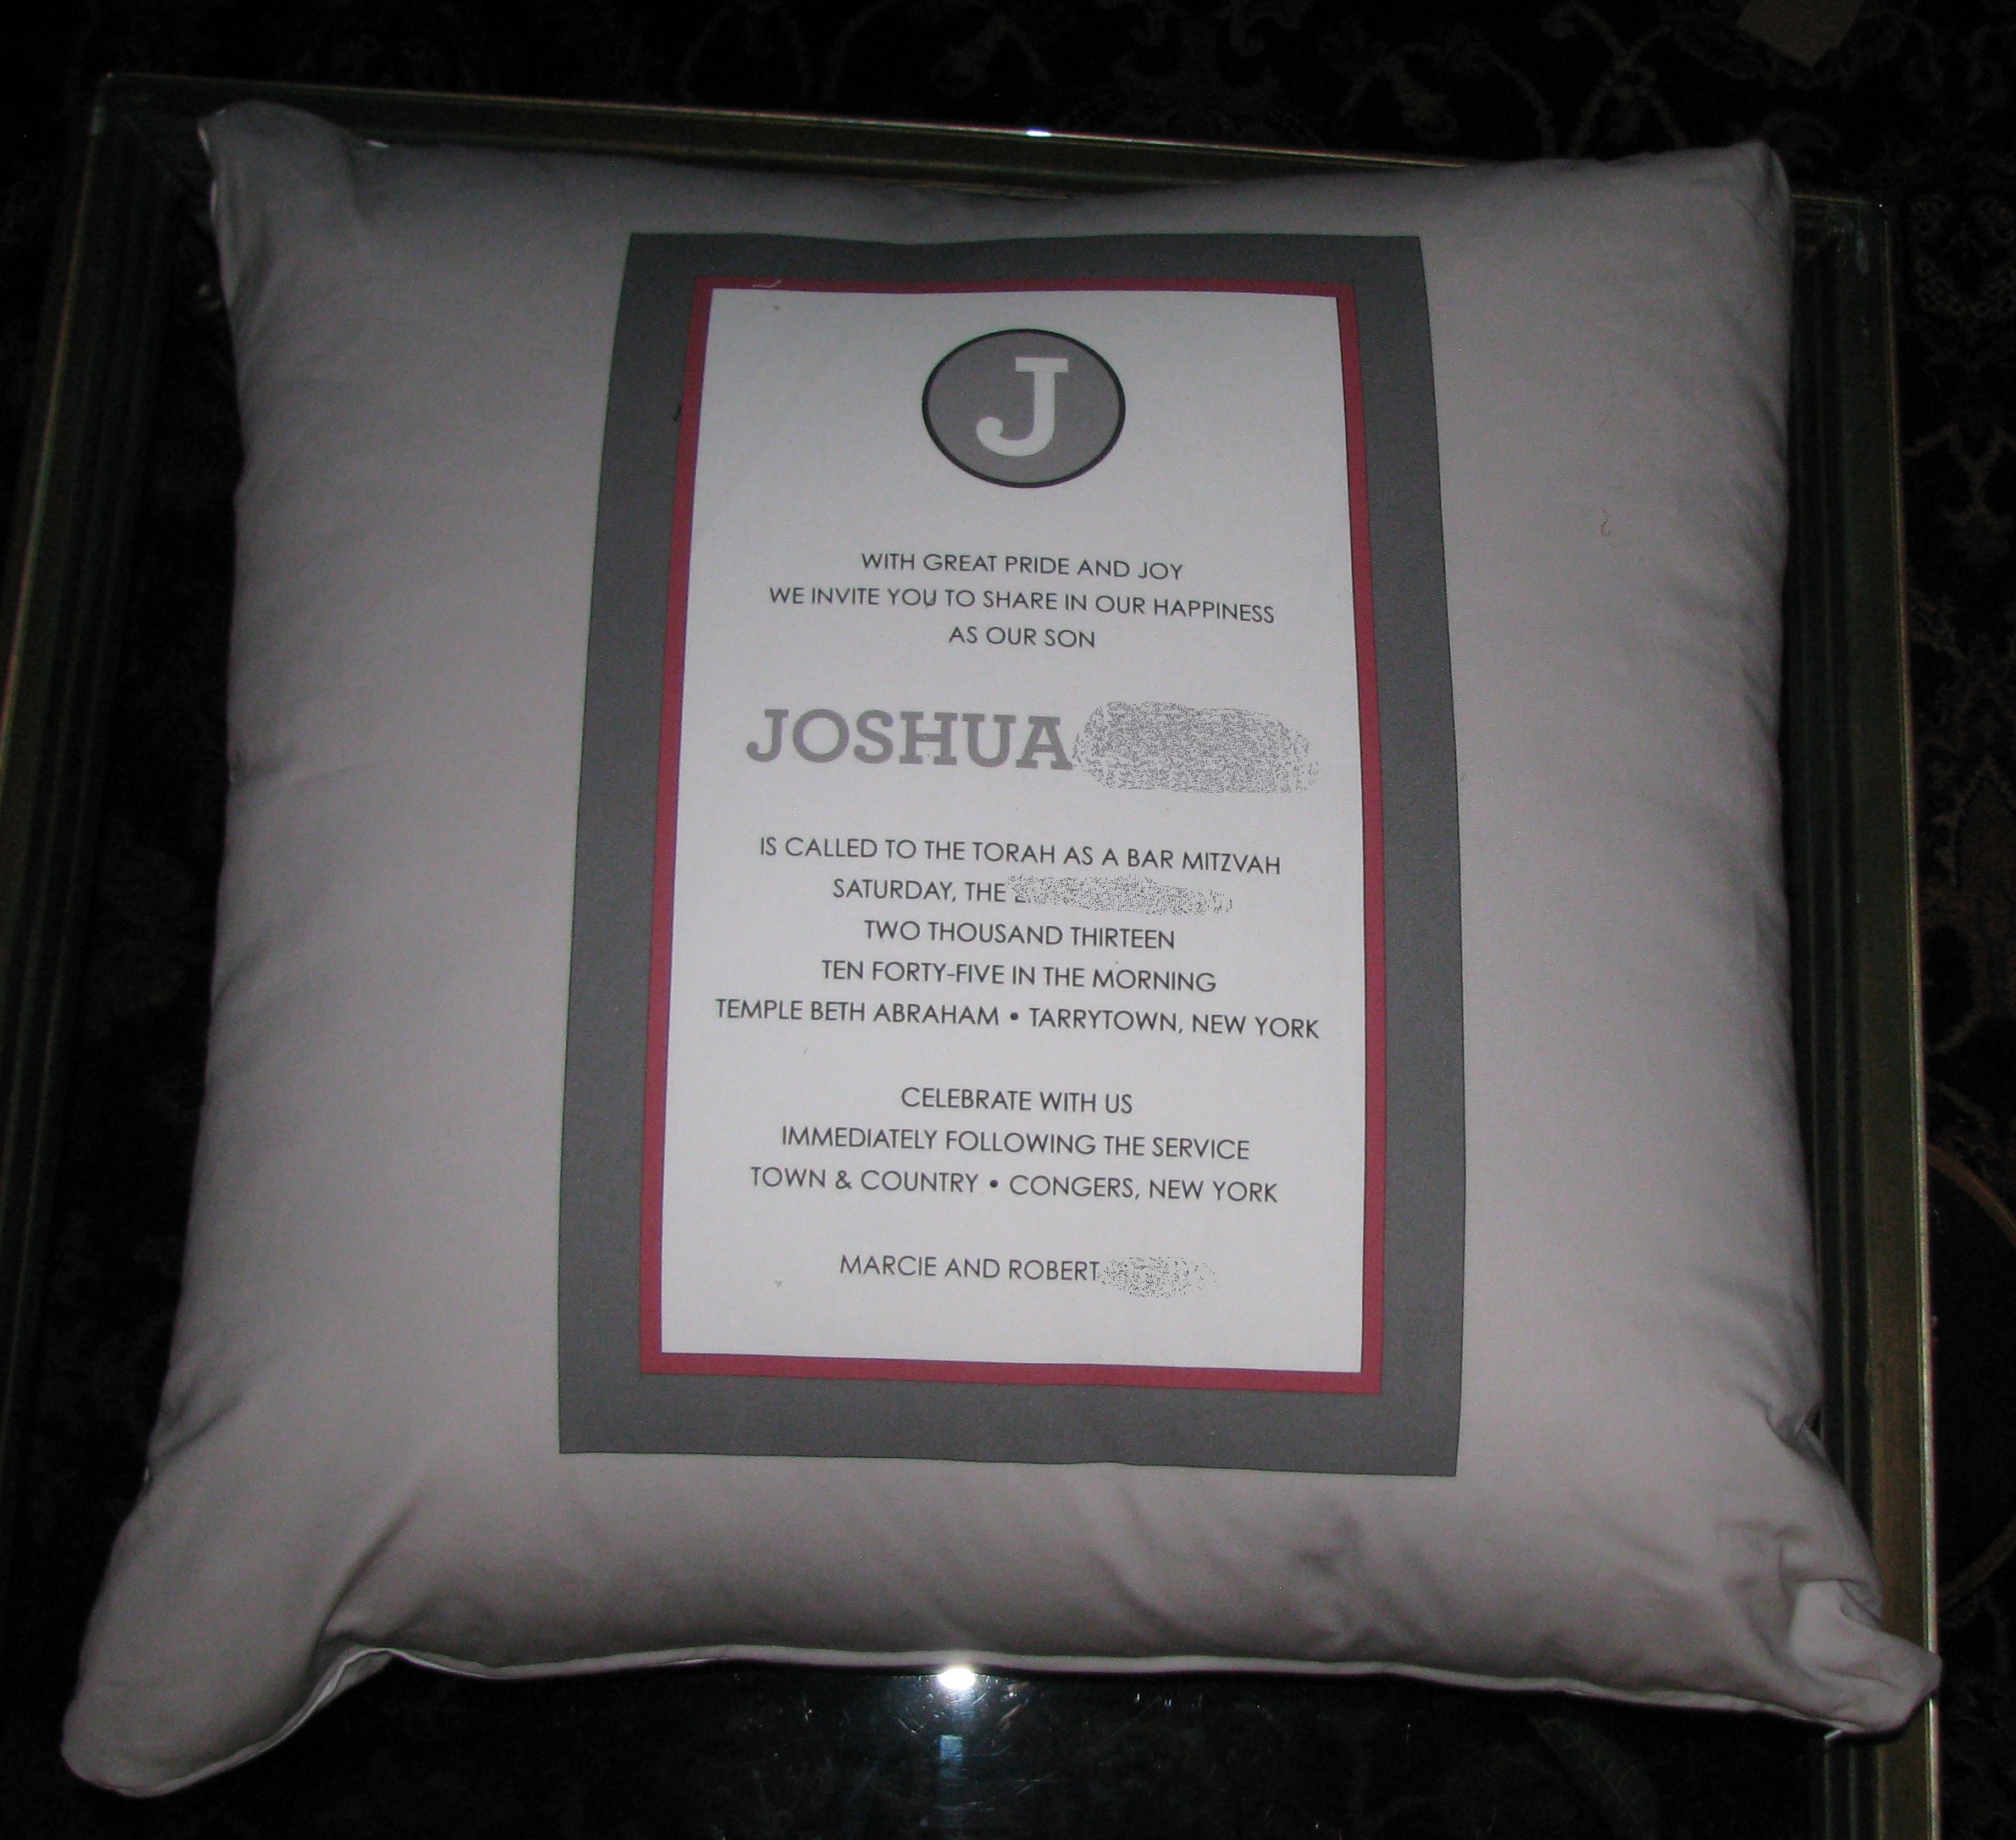 J
WITH GREAT PRIDE AND JOY
WE INVITE YOU TO SHARE IN OUR HAPPINESS
AS OUR SON
JOSHUA
IS CALLED TO THE TORAH AS A BAR MITZVAH
SATURDAY, THE
TWO THOUSAND THIRTEEN
TEN FORTY-FIVE IN THE MORNING
TEMPLE BETH ABRAHAM • TARRYTOWN, NEW YORK
CELEBRATE WITH US
IMMEDIATELY FOLLOWING THE SERVICE
TOWN & COUNTRY • CONGERS, NEW YORK
MARCIE AND ROBERT